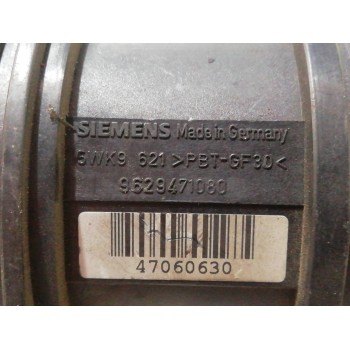 SIEMENS Made in Germany
5WK9 621 >PBT-GF30<
9629471080
47060630